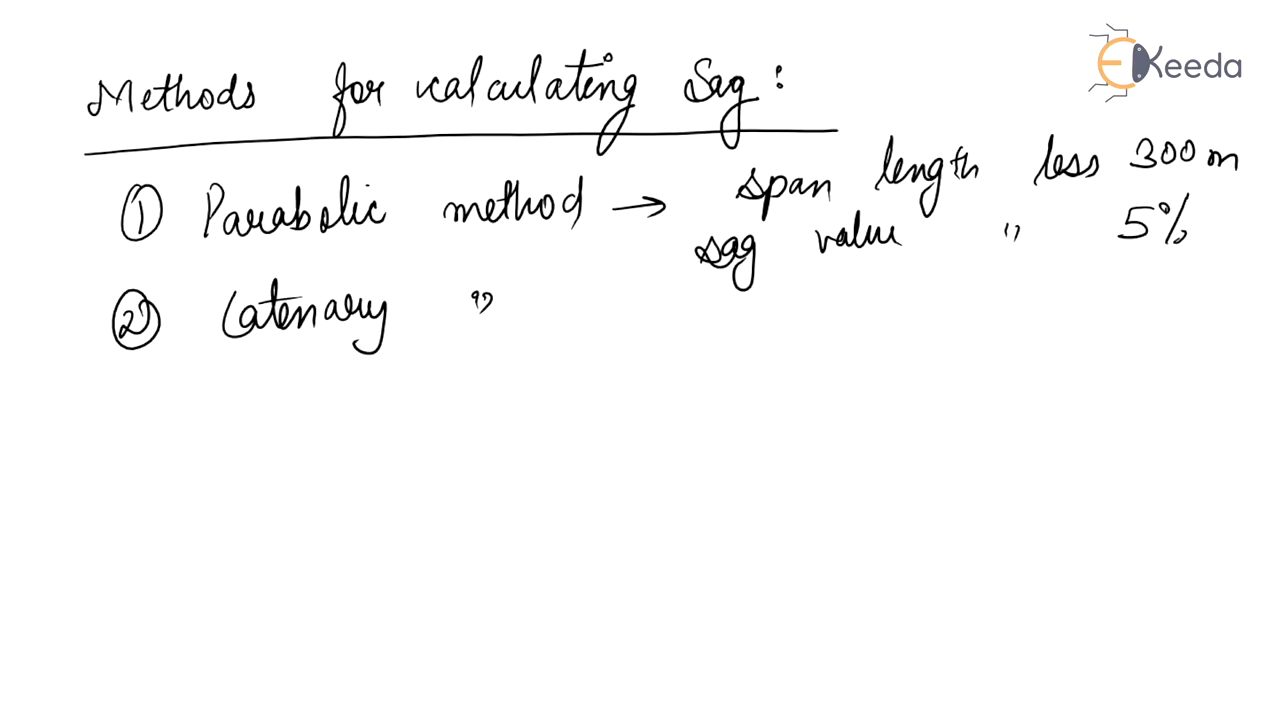 EKeeda
Methods for calculating Sag :
① Parabolic method → span length less 300 m
sag value " 5%
② Catenary "